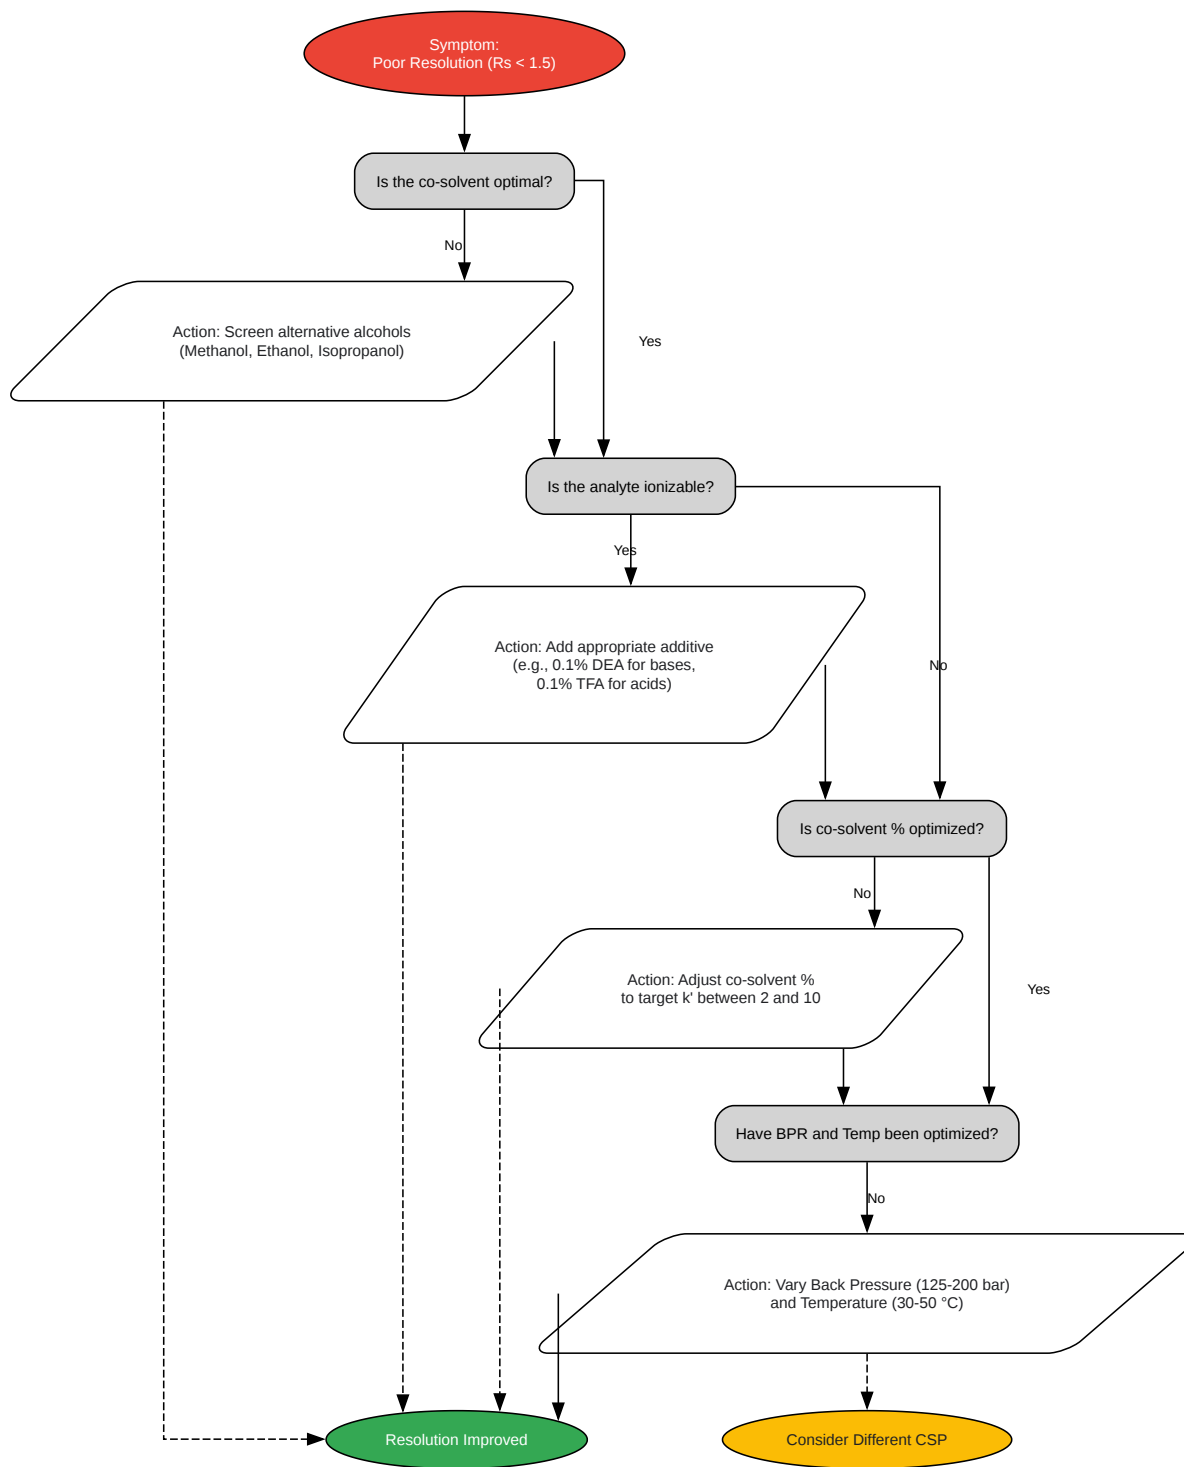 Symptom:
Poor Resolution (Rs < 1.5)
Is the co-solvent optimal?
No
Action: Screen alternative alcohols
(Methanol, Ethanol, Isopropanol)
Yes
Is the analyte ionizable?
Yes
Action: Add appropriate additive
(e.g., 0.1% DEA for bases,
0.1% TFA for acids)
No
Is co-solvent % optimized?
No
Action: Adjust co-solvent %
to target k' between 2 and 10
Yes
Have BPR and Temp been optimized?
No
Action: Vary Back Pressure (125-200 bar)
and Temperature (30-50 °C)
Resolution Improved
Consider Different CSP